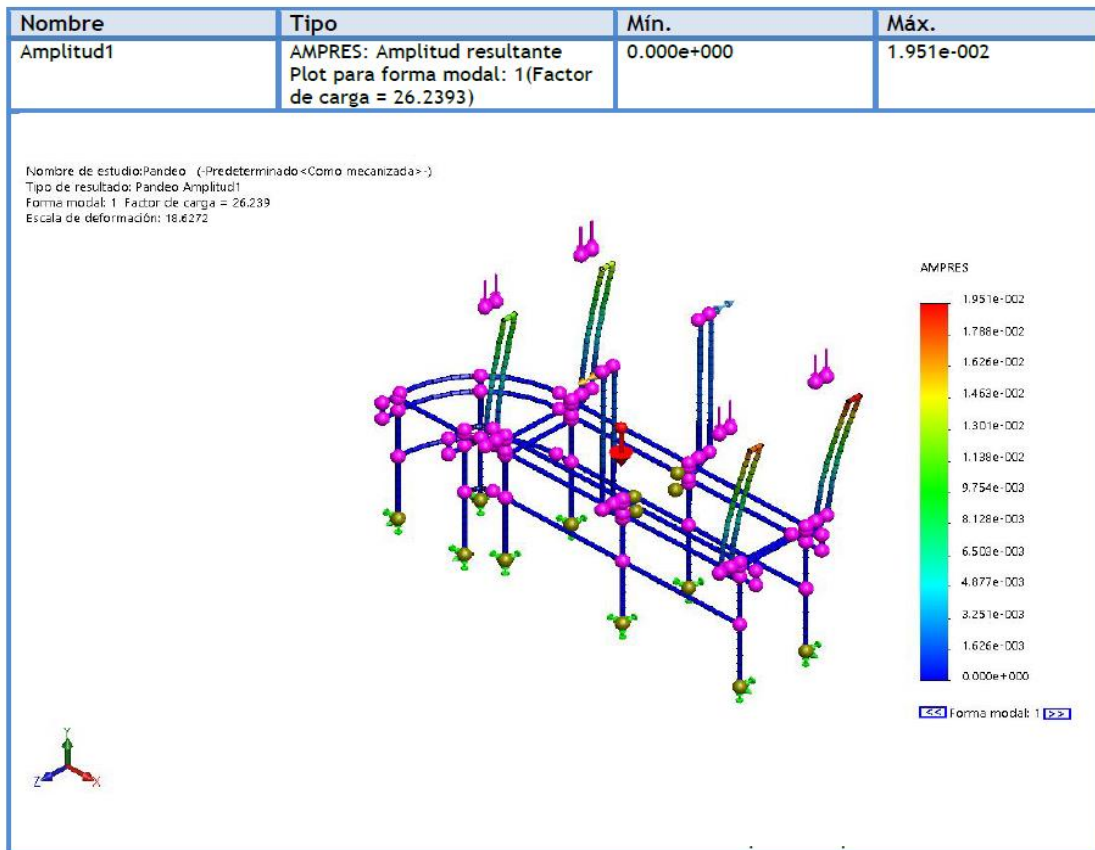 Nombre Tipo Mín. Máx.
Amplitud1 AMPRES: Amplitud resultante 0.000e+000 1.951e-002
Plot para forma modal: 1(Factor
de carga = 26.2393)
Nombre de estudio:Pandeo (-Predeterminado<Como mecanizada>-)
Tipo de resultado: Pandeo Amplitud1
Forma modal: 1 Factor de carga = 26.239
Escala de deformación: 18.6272
AMPRES
1.951e-002
1.788e-002
1.626e-002
1.463e-002
1.301e-002
1.138e-002
9.754e-003
8.128e-003
6.503e-003
4.877e-003
3.251e-003
1.626e-003
0.000e+000
<< Forma modal: 1 >>
Y
Z X